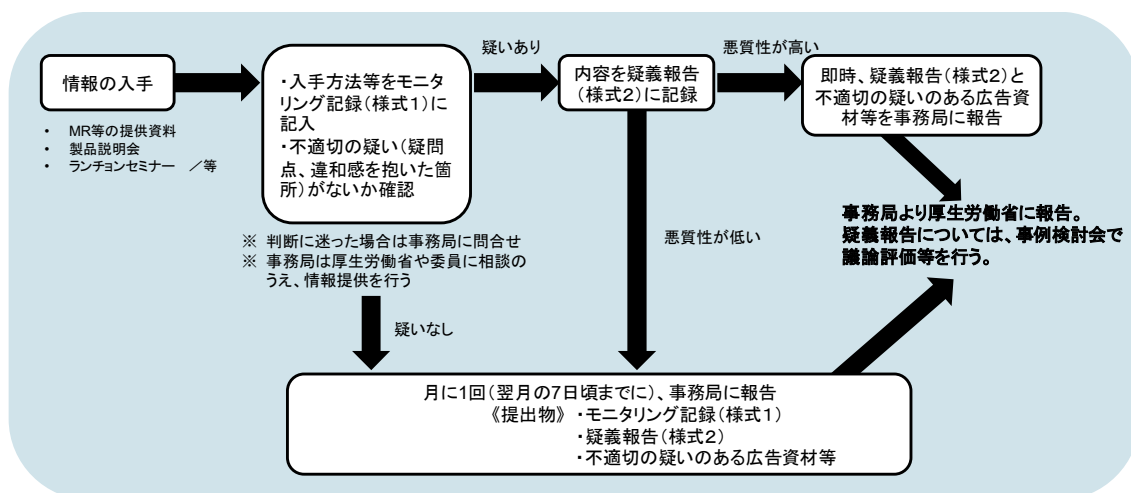 情報の入手
・ MR等の提供資料
・ 製品説明会
・ ランチョンセミナー ／等
・入手方法等をモニ
タリング記録(様式1)に
記入
・不適切の疑い(疑問
点、違和感を抱いた箇
所)がないか確認
※ 判断に迷った場合は事務局に問合せ
※ 事務局は厚生労働省や委員に相談の
うえ、情報提供を行う
疑いあり
内容を疑義報告
(様式2)に記録
悪質性が高い
即時、疑義報告(様式2)と
不適切の疑いのある広告資
材等を事務局に報告
事務局より厚生労働省に報告。
疑義報告については、事例検討会で
議論評価等を行う。
悪質性が低い
疑いなし
月に1回(翌月の7日頃までに)、事務局に報告
《提出物》・モニタリング記録(様式1)
・疑義報告(様式2)
・不適切の疑いのある広告資材等